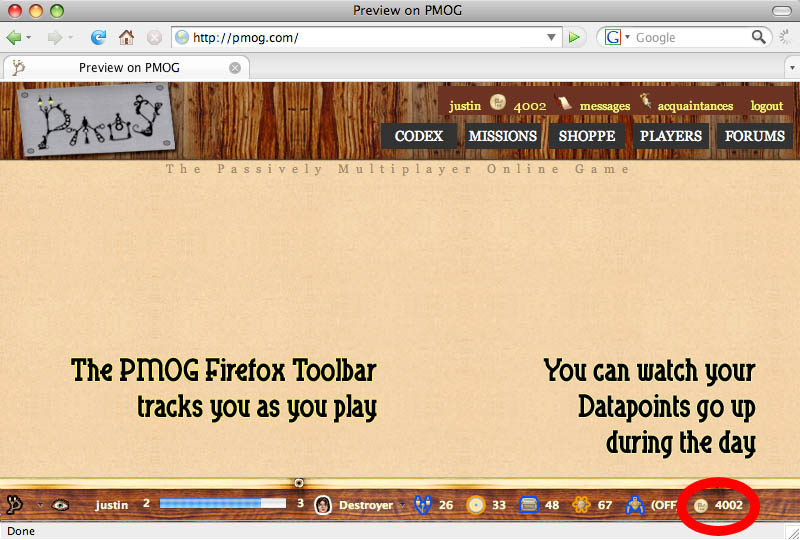 Preview on PMOG
http://pmog.com/
Google
Preview on PMOG
PMOG
justin 4002 messages acquaintances logout
CODEX MISSIONS SHOPPE PLAYERS FORUMS
The Passively Multiplayer Online Game
The PMOG Firefox Toolbar
tracks you as you play
You can watch your
Datapoints go up
during the day
justin 2 3 Destroyer 26 33 48 67 (OFF 4002
Done